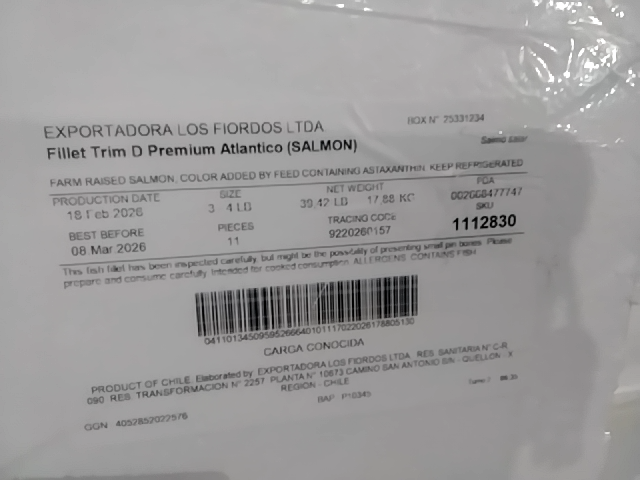 EXPORTADORA LOS FIORDOS LTDA
BOX N° 25331234
Fillet Trim D Premium Atlantico (SALMON)
Salmo salar
FARM RAISED SALMON, COLOR ADDED BY FEED CONTAINING ASTAXANTHIN. KEEP REFRIGERATED
PRODUCTION DATE SIZE NET WEIGHT FDA
18 Feb 2026 3 4 LB 39.42 LB 17.88 KG
BEST BEFORE PIECES TRACING CODE SKU
08 Mar 2026 11 1112830
This fish fillet has been inspected carefully, but might be the possibility of presenting small pin bones. Please
prepare and consume carefully. Intended for cooked consumption. ALLERGENS: CONTAINS FISH
CARGA CONOCIDA
PRODUCT OF CHILE. Elaborated by: EXPORTADORA LOS FIORDOS LTDA. RES. SANITARIA N° C-R
090 RES. TRANSFORMACION N° 2257 PLANTA N° 10673 CAMINO SAN ANTONIO S/N - QUELLON - X
REGION - CHILE
GGN: 4052852022576
BAP P10345